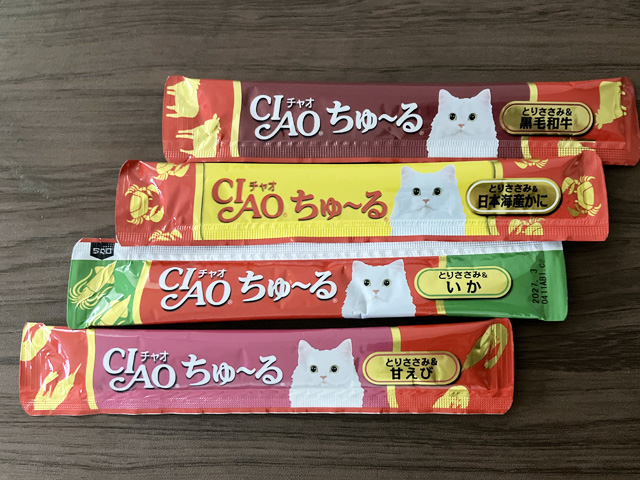 CIAO チャオ ちゅ～る
とりささみ&
黒毛和牛
CIAO チャオ ちゅ～る
とりささみ&
日本海産かに
CIAO チャオ ちゅ～る
とりささみ&
いか
2027. 3
CIAO チャオ ちゅ～る
とりささみ&
甘えび